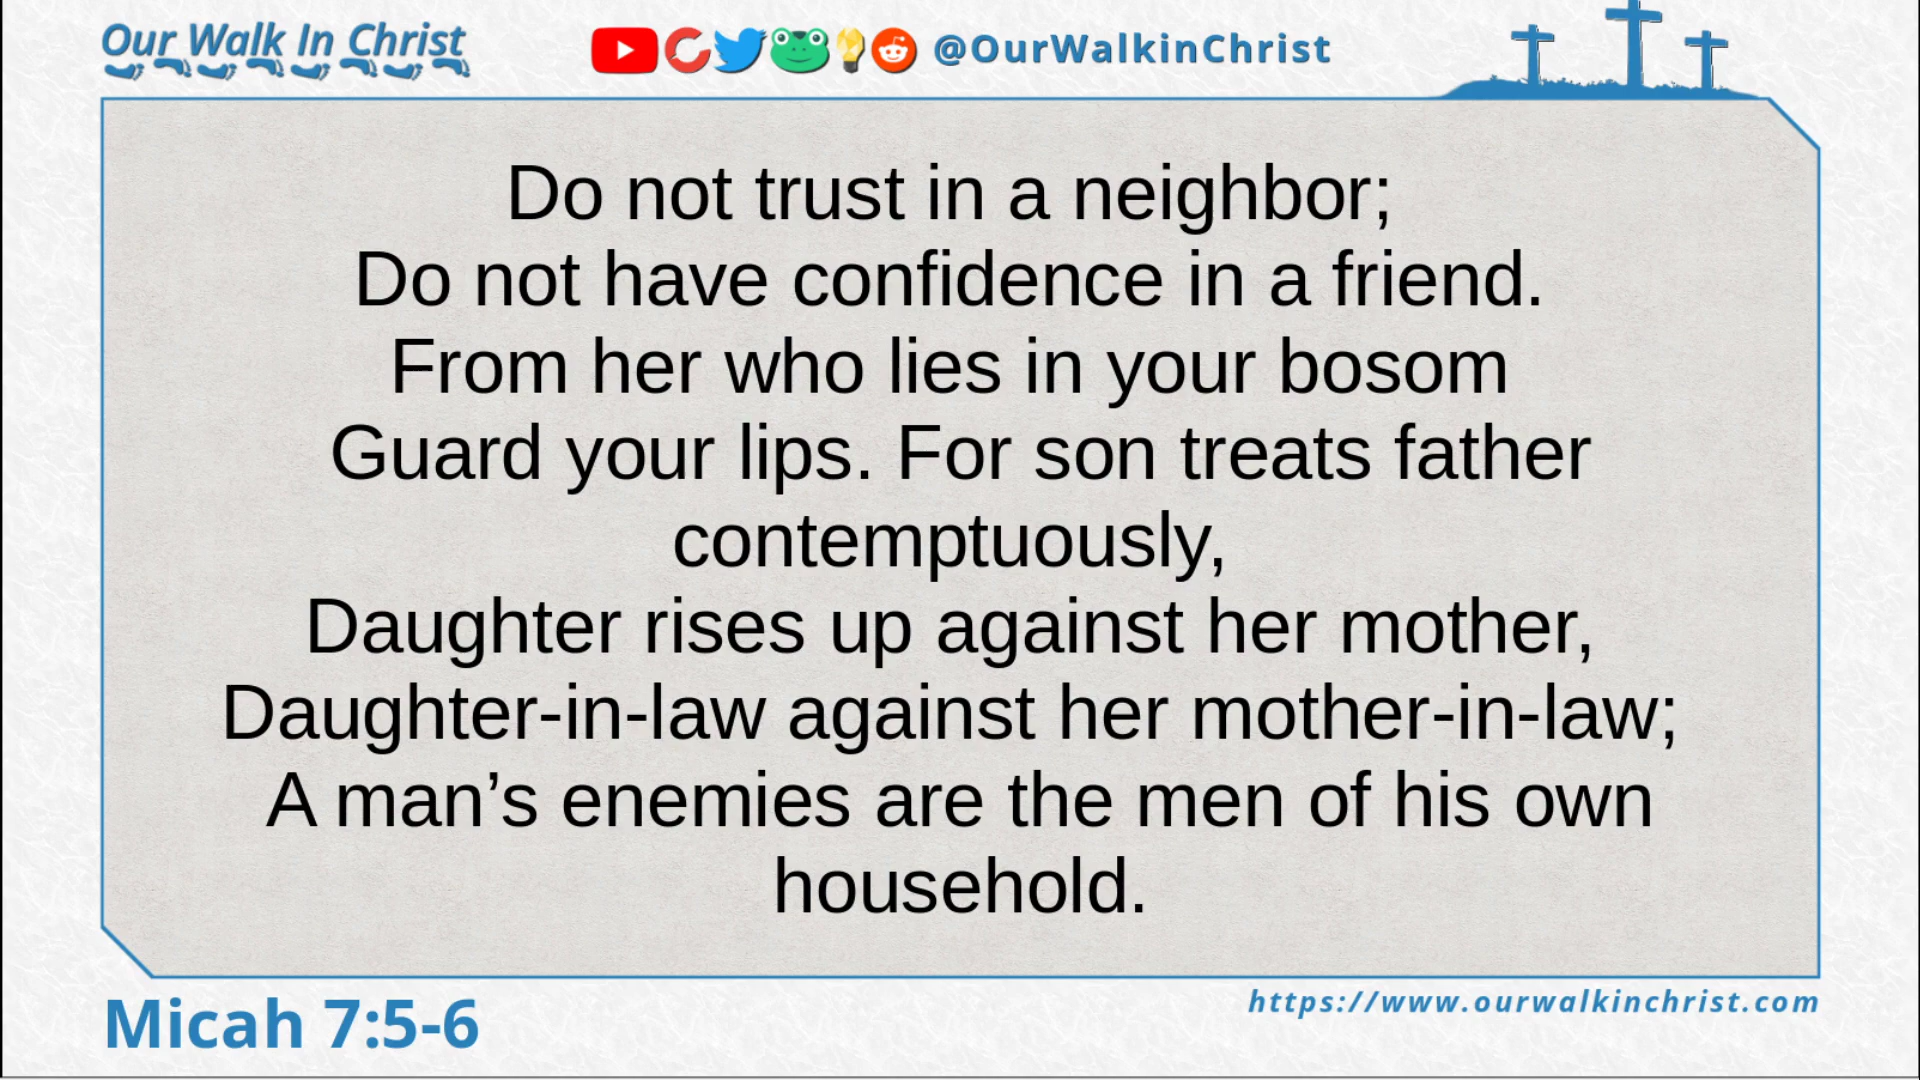 Our Walk In Christ
@OurWalkinChrist
Do not trust in a neighbor;
Do not have confidence in a friend.
From her who lies in your bosom
Guard your lips. For son treats father
contemptuously,
Daughter rises up against her mother,
Daughter-in-law against her mother-in-law;
A man’s enemies are the men of his own
household.
Micah 7:5-6
https://www.ourwalkinchrist.com